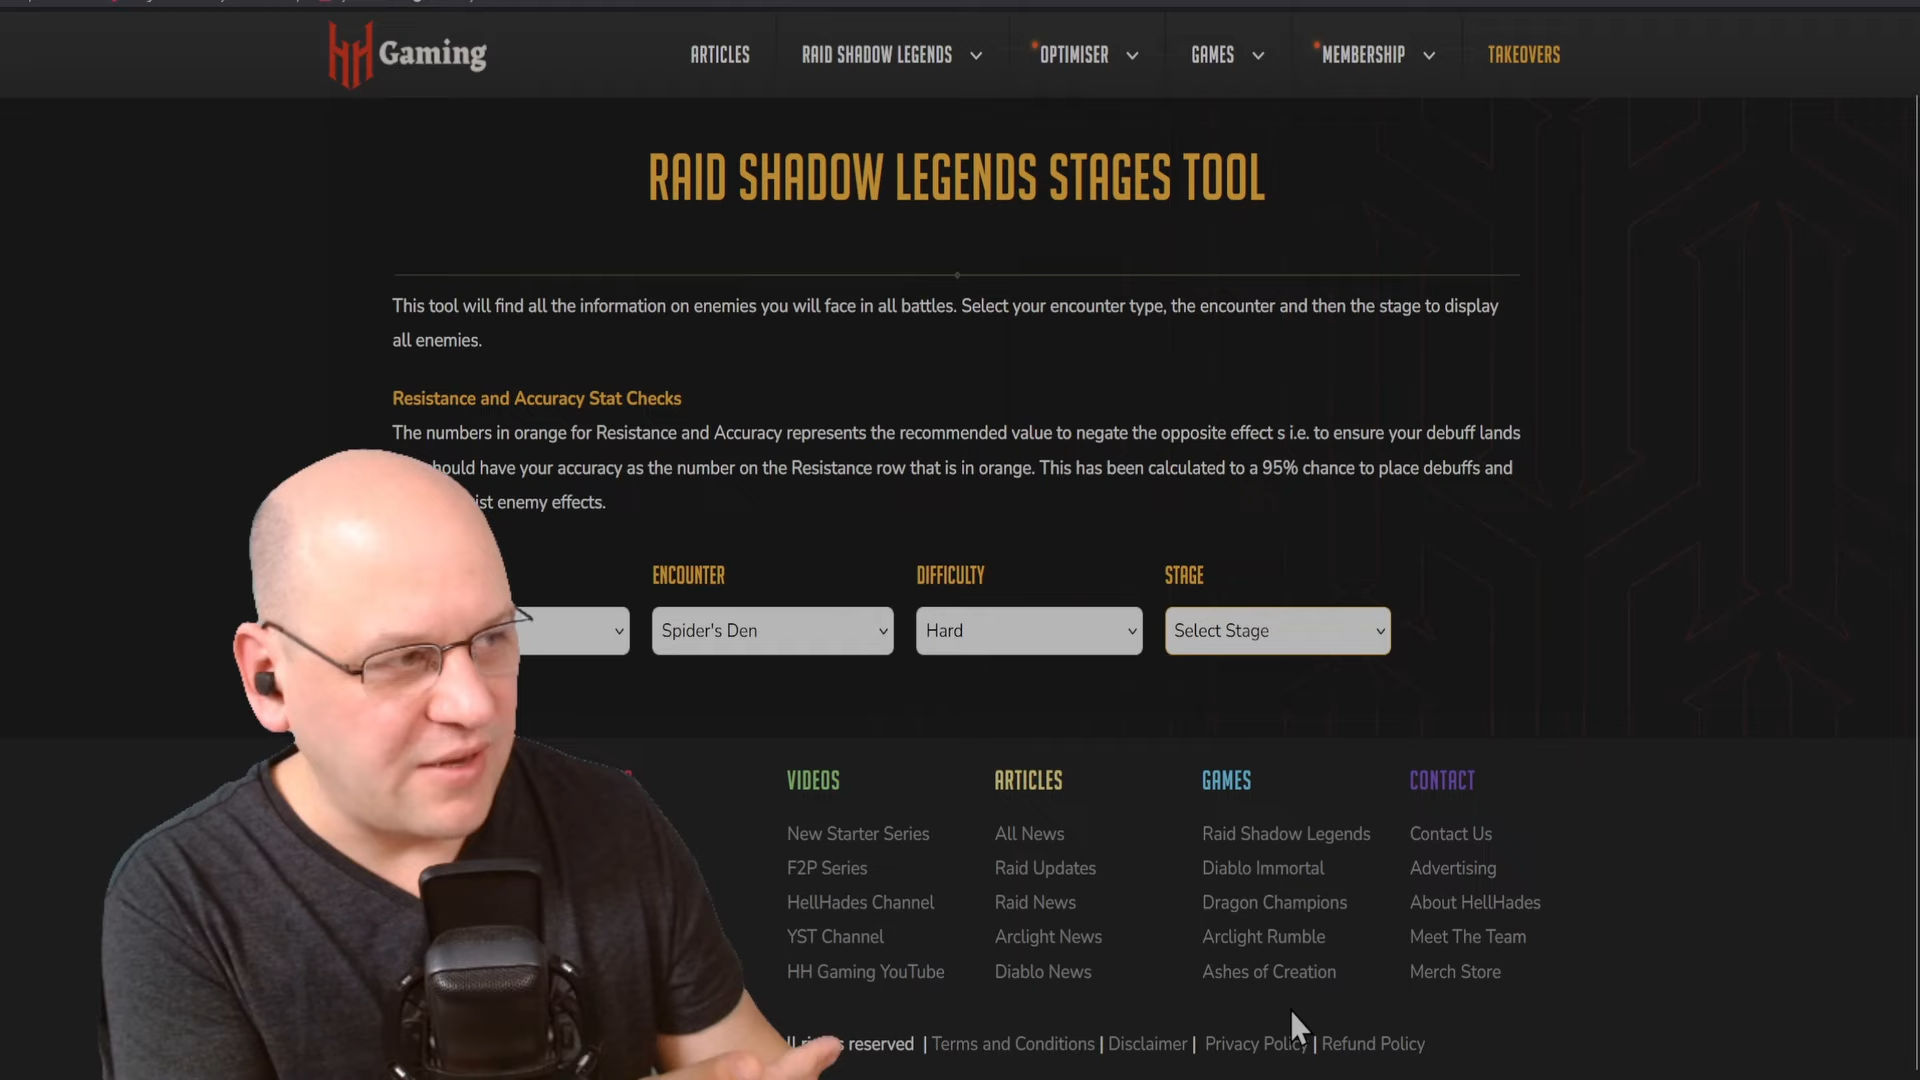 Gaming
ARTICLES
RAID SHADOW LEGENDS
OPTIMISER
GAMES
MEMBERSHIP
TAKEOVERS
RAID SHADOW LEGENDS STAGES TOOL
This tool will find all the information on enemies you will face in all battles. Select your encounter type, the encounter and then the stage to display
all enemies.
Resistance and Accuracy Stat Checks
The numbers in orange for Resistance and Accuracy represents the recommended value to negate the opposite effect s i.e. to ensure your debuff lands
have your accuracy as the number on the Resistance row that is in orange. This has been calculated to a 95% chance to place debuffs and
enemy effects.
ENCOUNTER
DIFFICULTY
STAGE
Spider's Den
Hard
Select Stage
VIDEOS
New Starter Series
F2P Series
HellHades Channel
YST Channel
HH Gaming YouTube
ARTICLES
All News
Raid Updates
Raid News
Arclight News
Diablo News
GAMES
Raid Shadow Legends
Diablo Immortal
Dragon Champions
Arclight Rumble
Ashes of Creation
CONTACT
Contact Us
Advertising
About HellHades
Meet The Team
Merch Store
reserved | Terms and Conditions | Disclaimer | Privacy Policy | Refund Policy